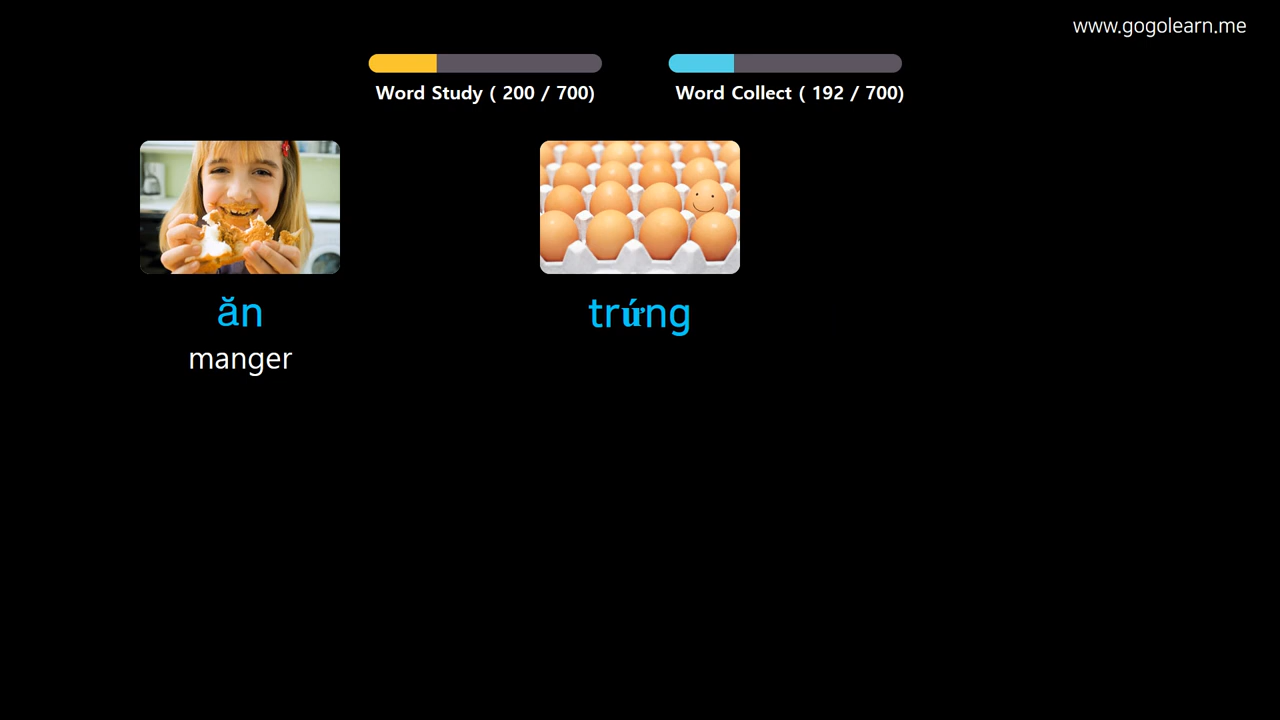 www.gogolearn.me
Word Study ( 200 / 700)
Word Collect ( 192 / 700)
ăn
trứng
manger